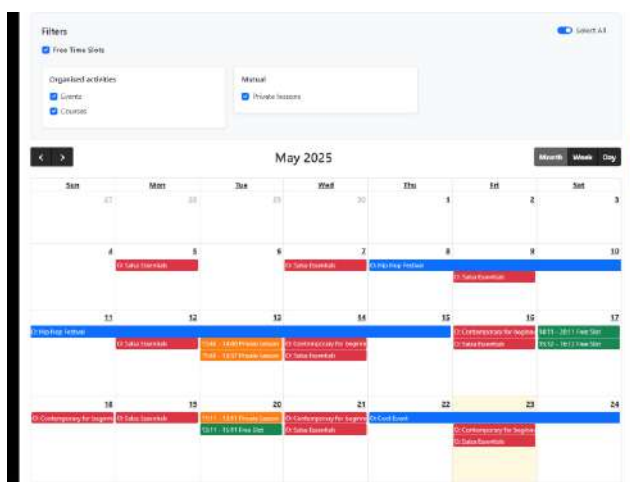 Filters
Select All
Free Time Slots
Organised activities
Mutual
Events
Private lessons
Courses
May 2025
Month Week Day
Sun Mon Tue Wed Thu Fri Sat
27 28 29 30 1 2 3
4 5 6 7 8 9 10
O: Salsa Essentials O: Salsa Essentials O: Hip Hop Festival
O: Salsa Essentials
11 12 13 14 15 16 17
O: Hip Hop Festival
O: Contemporary for beginne Free Slot
O: Salsa Essentials Private Lesson O: Contemporary for beginne O: Salsa Essentials Free Slot
Private Lesson O: Salsa Essentials
18 19 20 21 22 23 24
O: Contemporary for beginne O: Salsa Essentials Private Lesson O: Contemporary for beginne O: Cool Event
Free Slot O: Salsa Essentials O: Contemporary for beginne
O: Salsa Essentials